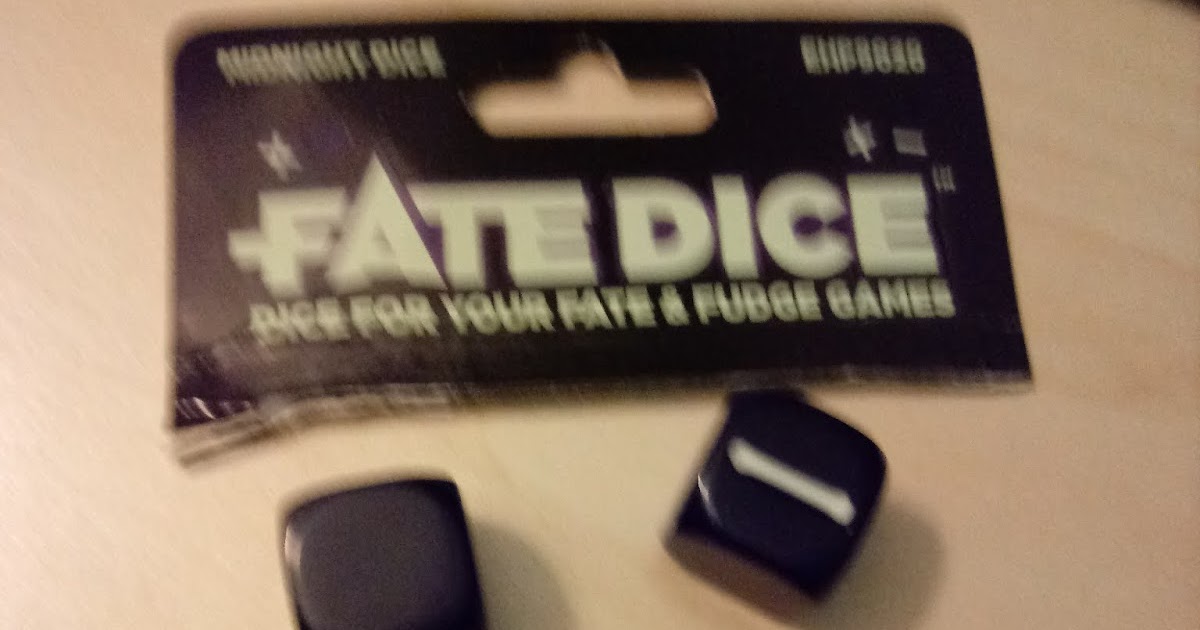 MIDNIGHT DICE
FATE DICE
DICE FOR YOUR FATE & FUDGE GAMES